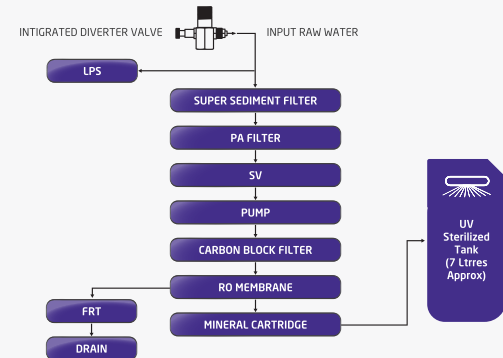 INTIGRATED DIVERTER VALVE
INPUT RAW WATER
LPS
SUPER SEDIMENT FILTER
PA FILTER
SV
PUMP
CARBON BLOCK FILTER
RO MEMBRANE
FRT
MINERAL CARTRIDGE
DRAIN
UV
Sterilized
Tank
(7 Ltrres
Approx)